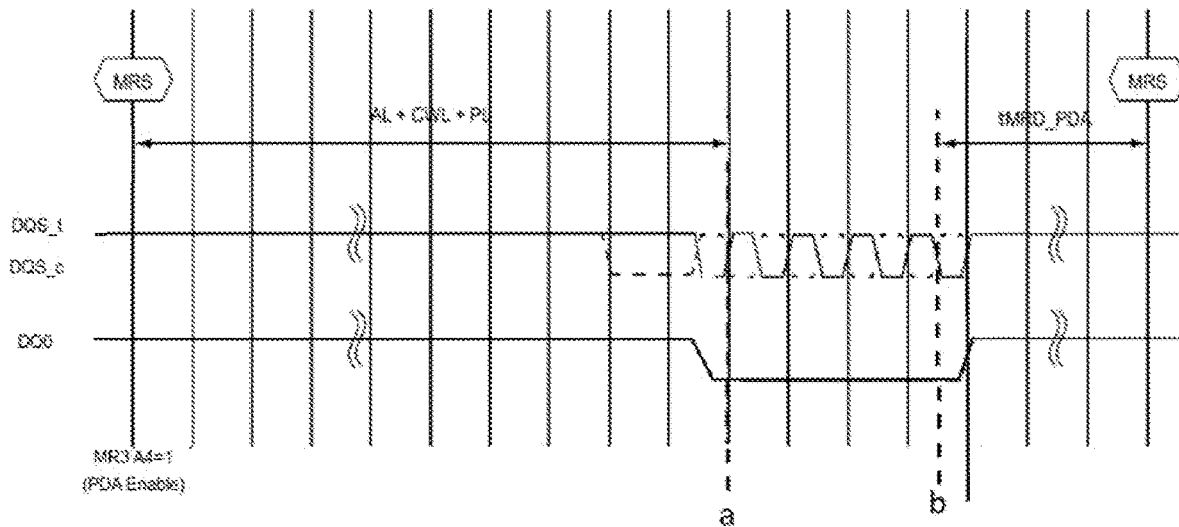 MRS
MRS
AL + CWL + PL
tMRD_PDA
DQS_t
DQS_c
DQ0
MR3 A4=1
(PDA Enable)
a
b